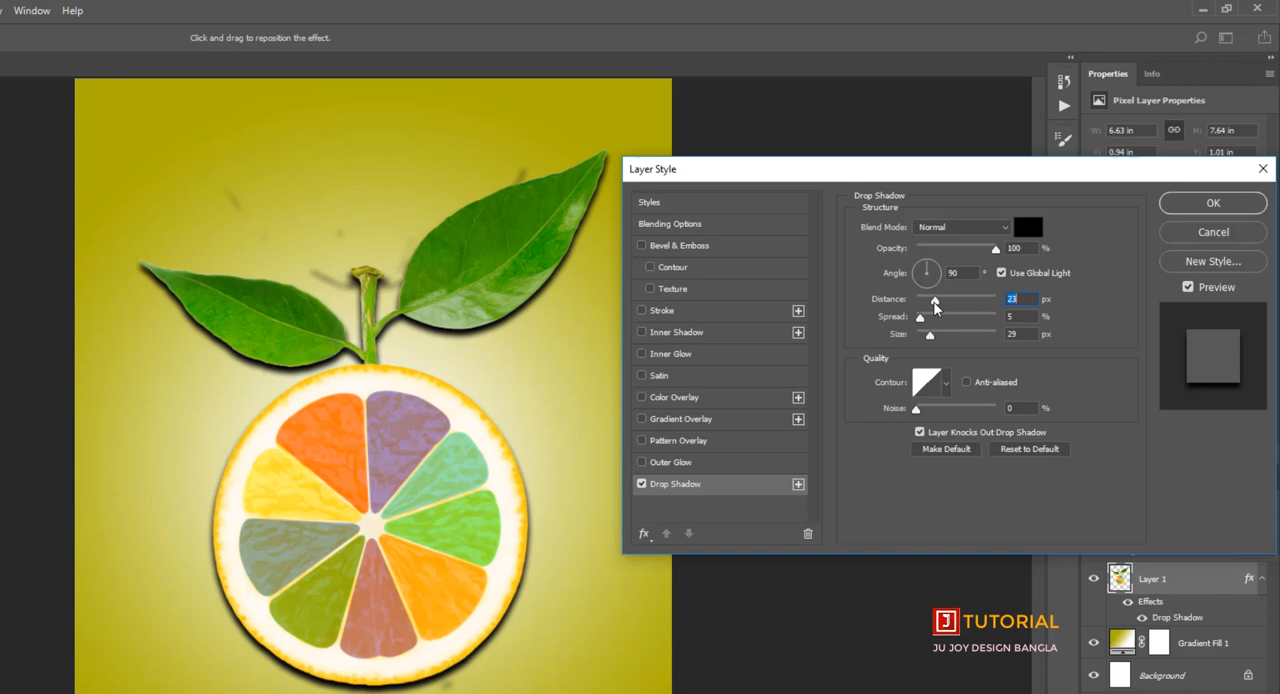 Window Help
Click and drag to reposition the effect.
Properties Info
Pixel Layer Properties
W: 6.63 in H: 7.64 in
X: 0.94 in Y: 1.01 in
Layer Style
Styles
Blending Options
Bevel & Emboss
Contour
Texture
Stroke
Inner Shadow
Inner Glow
Satin
Color Overlay
Gradient Overlay
Pattern Overlay
Outer Glow
Drop Shadow
fx
Drop Shadow
Structure
Blend Mode: Normal
Opacity: 100 %
Angle: 90 ° Use Global Light
Distance: 23 px
Spread: 5 %
Size: 29 px
Quality
Contour: Anti-aliased
Noise: 0 %
Layer Knocks Out Drop Shadow
Make Default Reset to Default
OK
Cancel
New Style...
Preview
Layer 1 fx
Effects
Drop Shadow
Gradient Fill 1
Background
J TUTORIAL
JU JOY DESIGN BANGLA